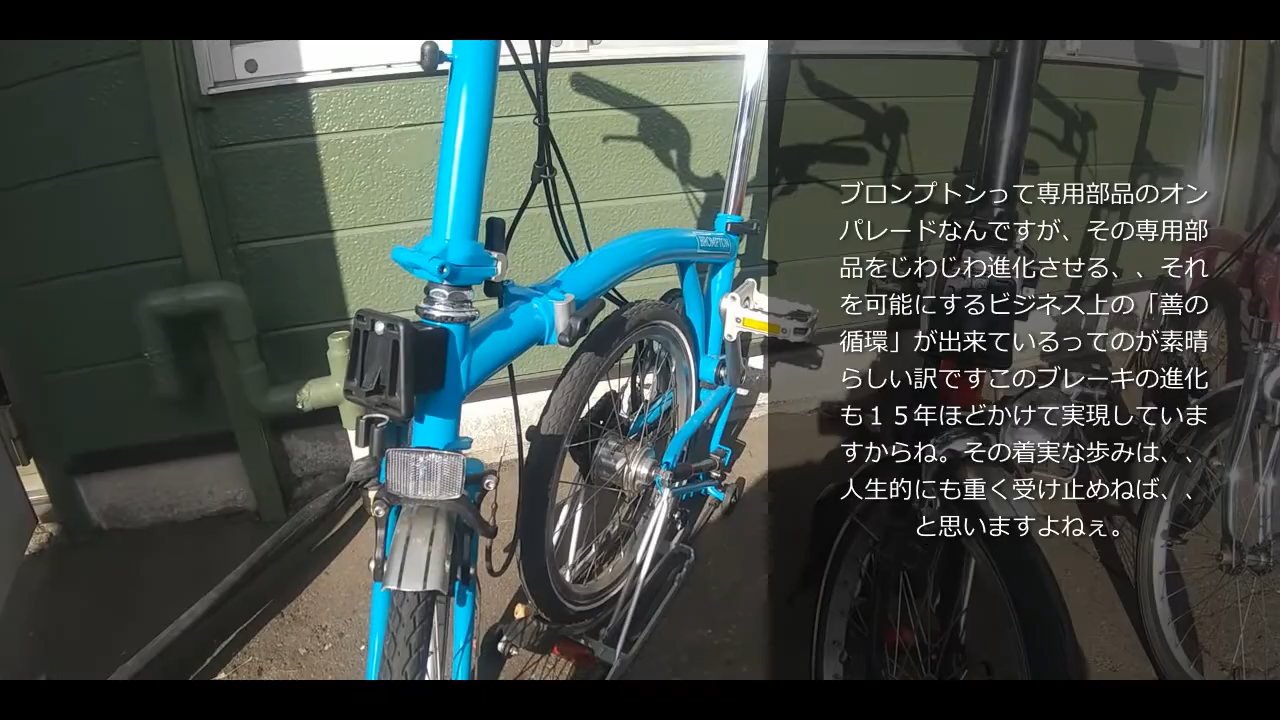 BROMPTON
ブロンプトンって専用部品のオン
パレードなんですが、その専用部
品をじわじわ進化させる、、それ
を可能にするビジネス上の「善の
循環」が出来ているってのが素晴
らしい訳ですこのブレーキの進化
も１５年ほどかけて実現していま
すからね。その着実な歩みは、、
人生的にも重く受け止めねば、、
と思いますよねぇ。